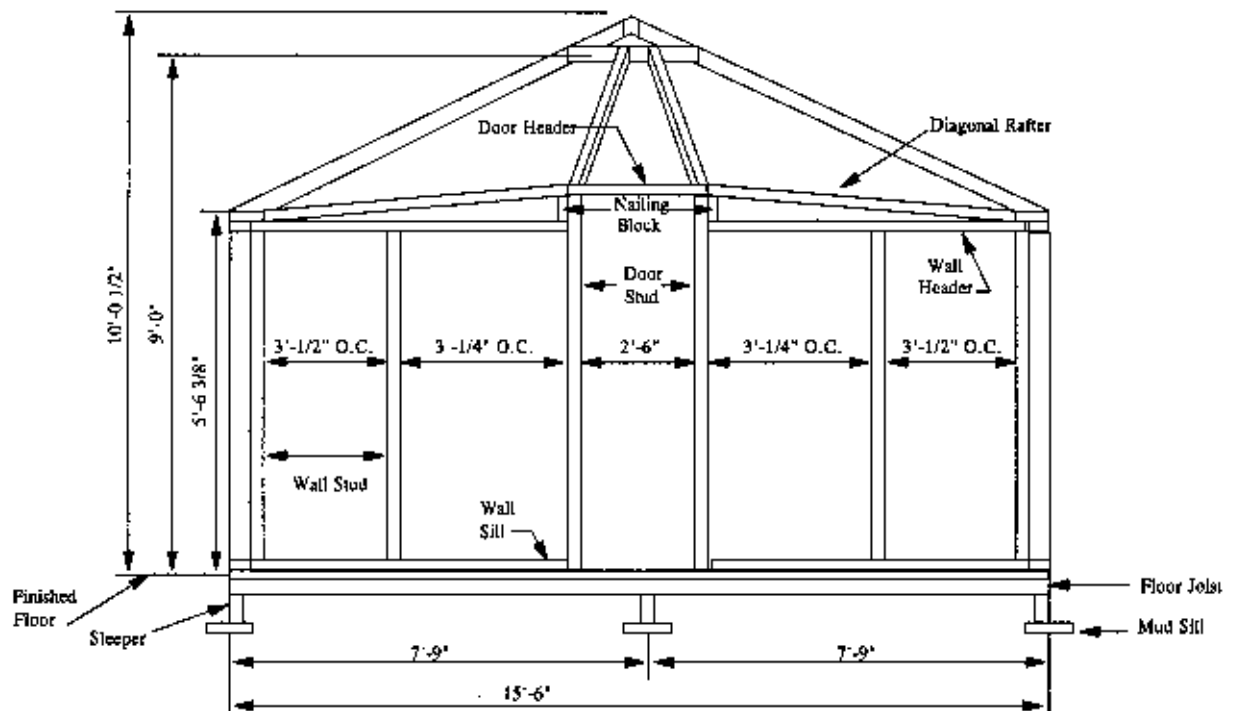 Door Header
Diagonal Rafter
Nailing
Block
Wall
Header
Door
Stud
10'-0 1/2"
9'-0"
5'-6 3/8"
3'-1/2" O.C.
3 -1/4" O.C.
2'-6"
3'-1/4" O.C.
3'-1/2" O.C.
Wall Stud
Wall
Sill
Finished
Floor
Sleeper
Floor Joist
Mud Sill
7'-9"
7'-9"
15'-6"